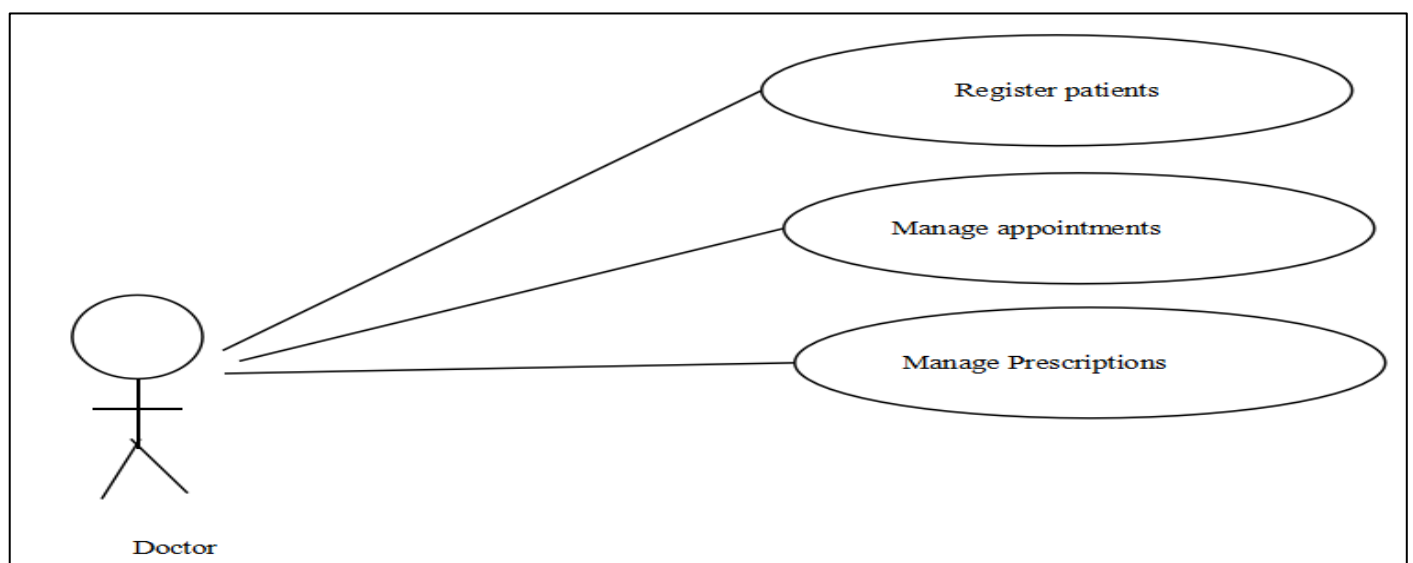 Register patients
Manage appointments
Manage Prescriptions
Doctor